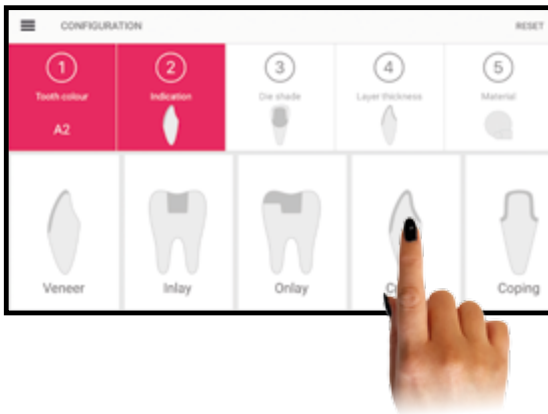 CONFIGURATION RESET
1 2 3 4 5
Tooth colour Indication Die shade Layer thickness Material
A2
Veneer Inlay Onlay Coping